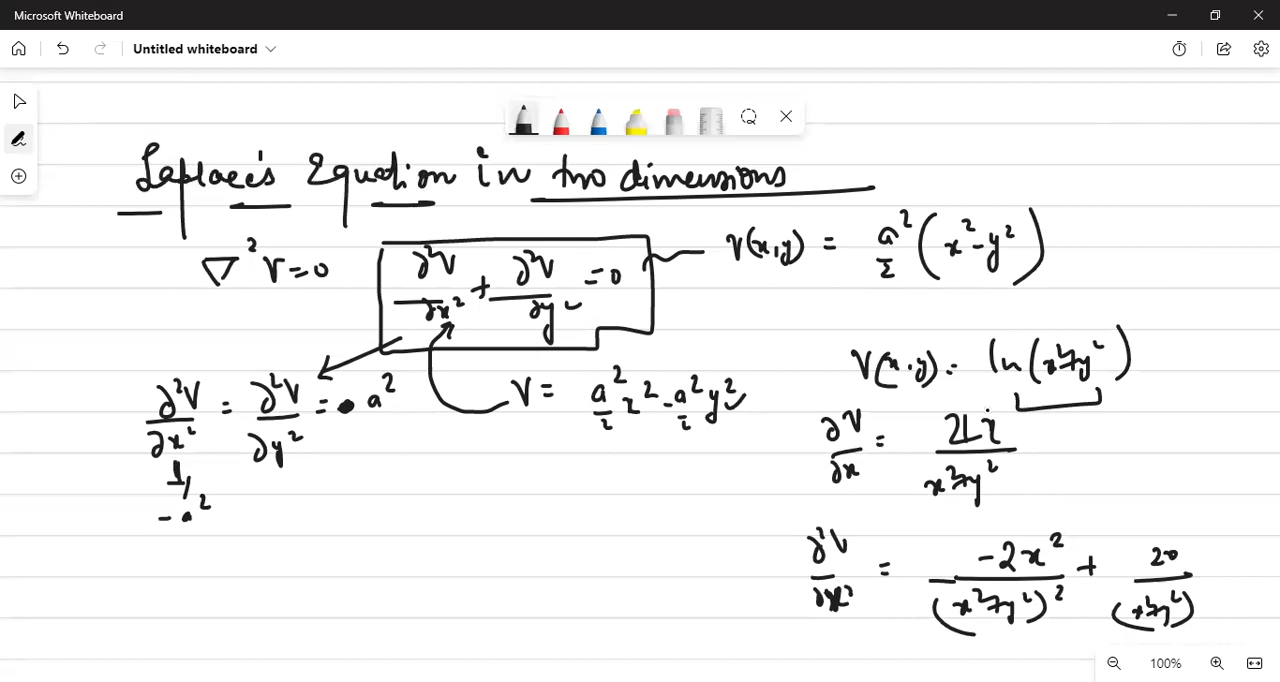 Microsoft Whiteboard
Untitled whiteboard
Laplace's Equation in two dimensions
∇²V=0
∂²V/∂x² + ∂²V/∂y² =0
V(x,y) = a²/2 (x²-y²)
V(x,y)= ln(x²+y²)
∂²V/∂x² = ∂²V/∂y² = a²
-a²
V= a²/2 x² - a²/2 y²
∂V/∂x = /x²+y²
∂²V/∂x² = -2x²/(x²+y²)² + /(x²+y²)
100%